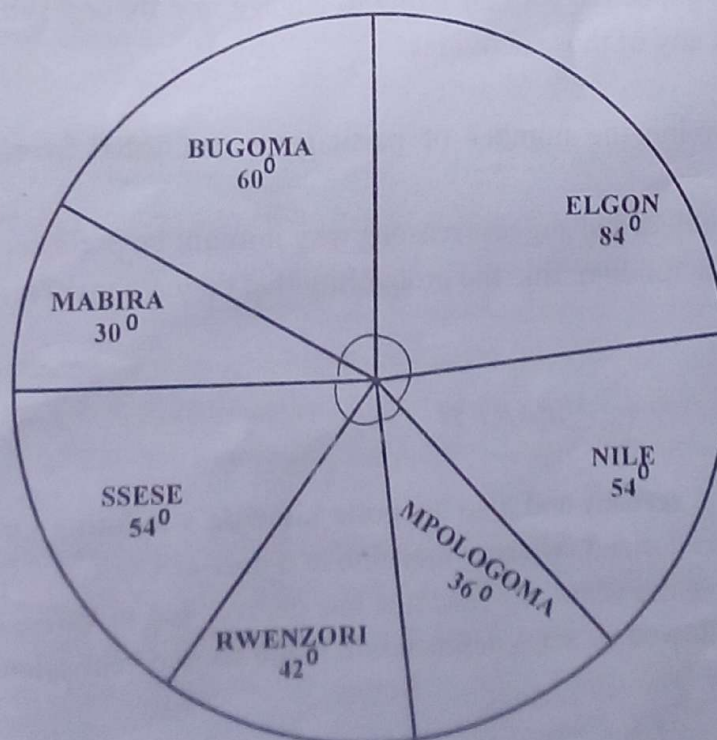 BUGOMA
60⁰
ELGON
84⁰
MABIRA
30⁰
NILE
54⁰
SSESE
54⁰
MPOLOGOMA
36⁰
RWENZORI
42⁰